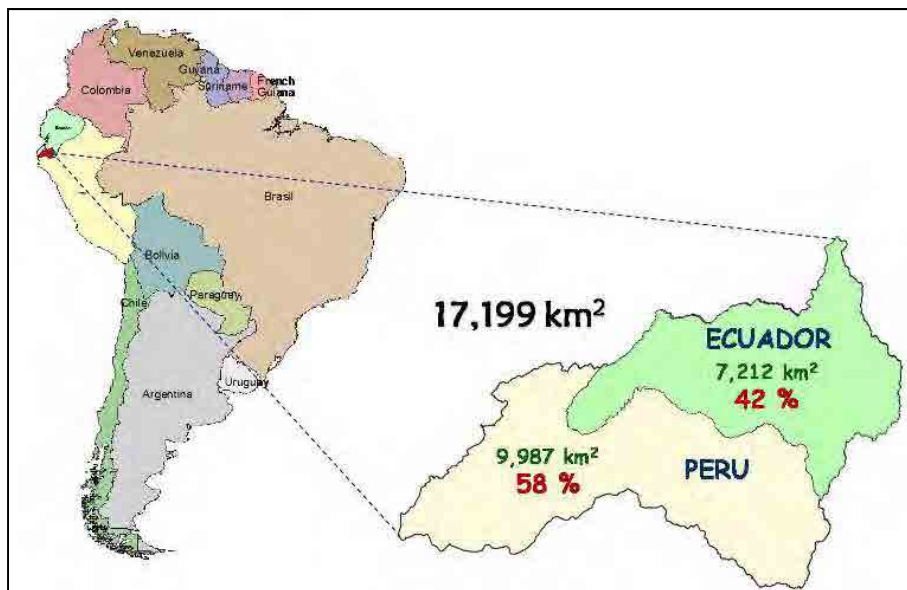 Venezuela
Guyana
Suriname
French
Guiana
Colombia
Brasil
Bolivia
Paraguay
Chile
Uruguay
Argentina
17,199 km²
ECUADOR
7,212 km²
42 %
9,987 km²
58 %
PERU